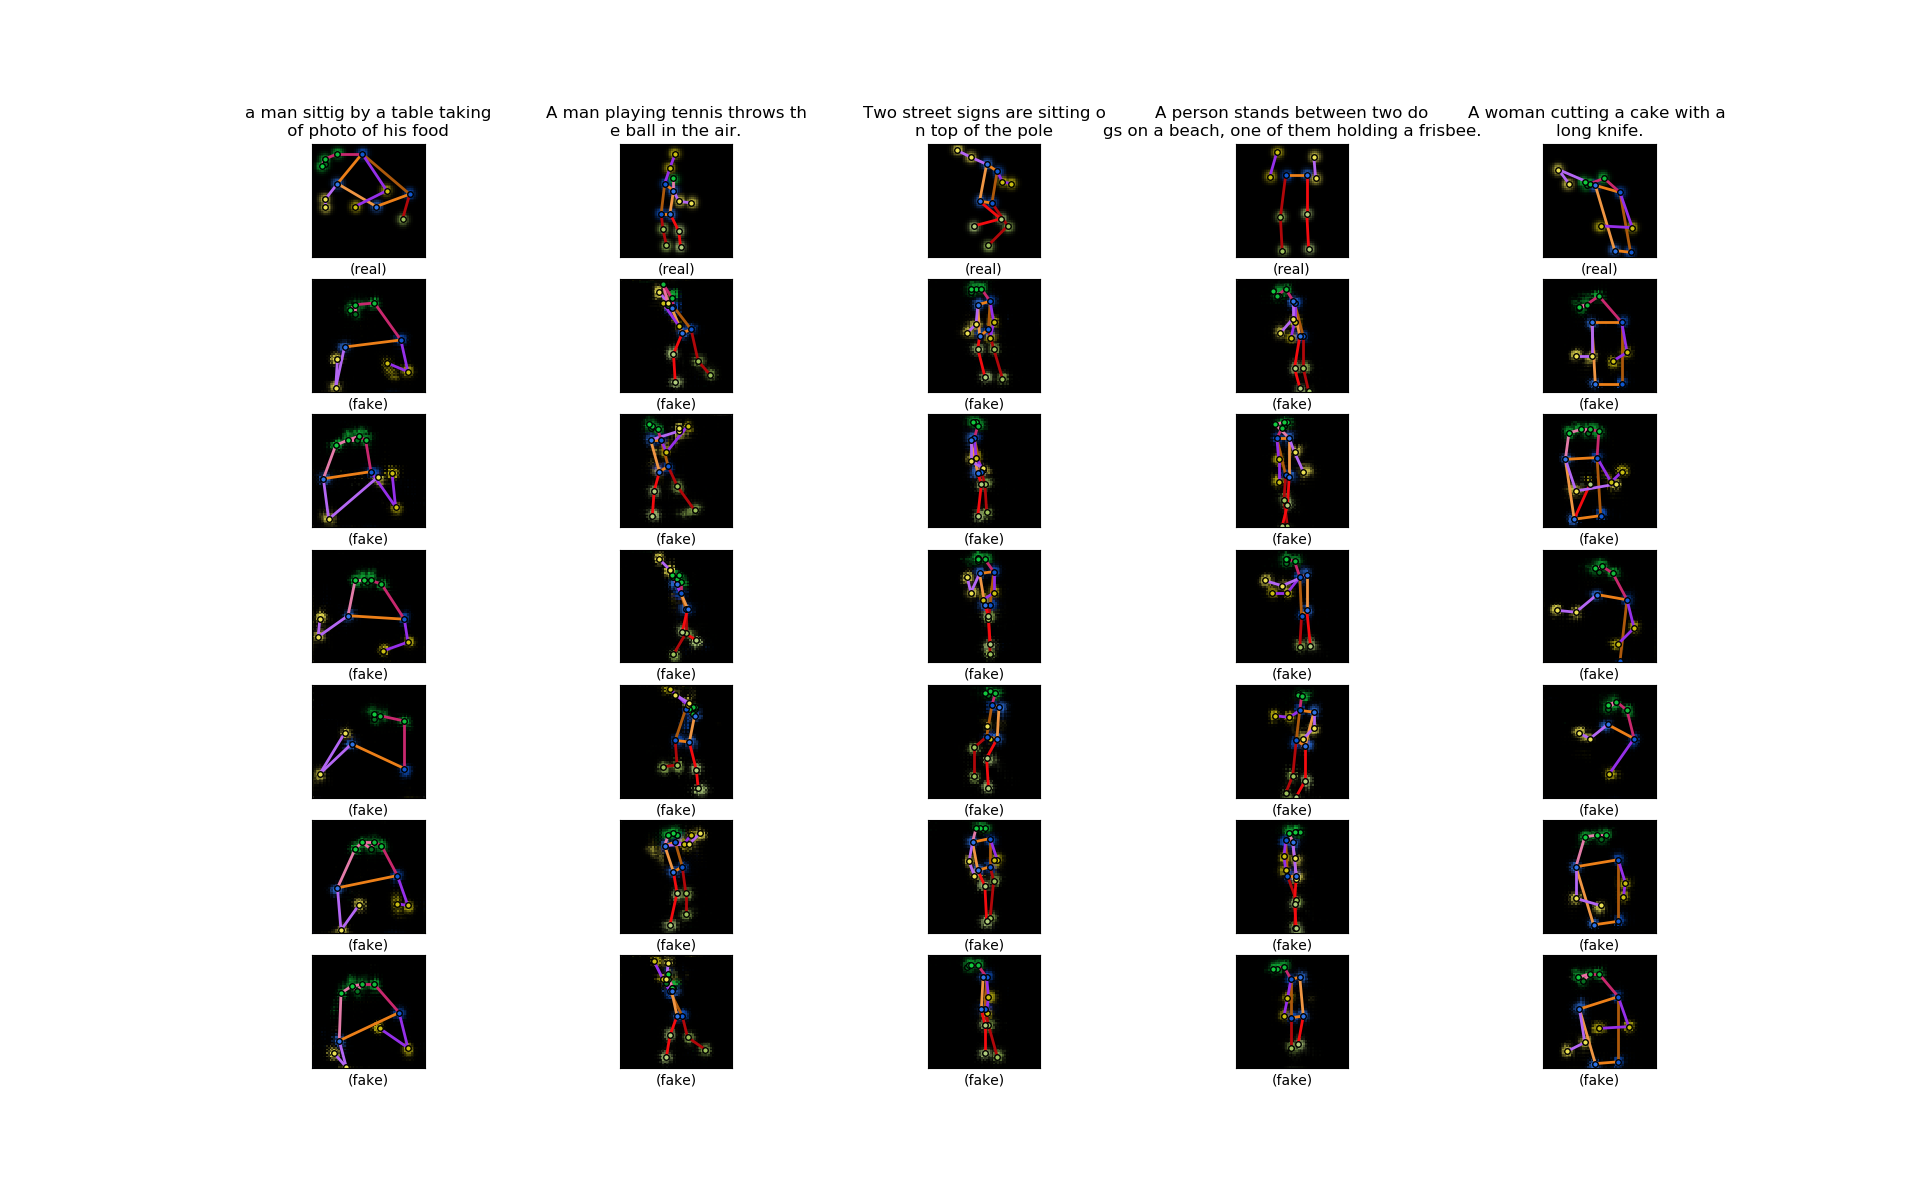 a man sittig by a table taking
of photo of his food
A man playing tennis throws th
e ball in the air.
Two street signs are sitting o
n top of the pole
A person stands between two do
gs on a beach, one of them holding a frisbee.
A woman cutting a cake with a
long knife.
(real) (real) (real) (real) (real)
(fake) (fake) (fake) (fake) (fake)
(fake) (fake) (fake) (fake) (fake)
(fake) (fake) (fake) (fake) (fake)
(fake) (fake) (fake) (fake) (fake)
(fake) (fake) (fake) (fake) (fake)
(fake) (fake) (fake) (fake) (fake)